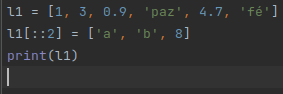 l1 = [1, 3, 0.9, 'paz', 4.7, 'fé']
l1[::2] = ['a', 'b', 8]
print(l1)